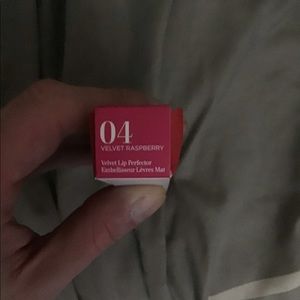 04
VELVET RASPBERRY
Velvet Lip Perfector
Embellisseur Lèvres Mat